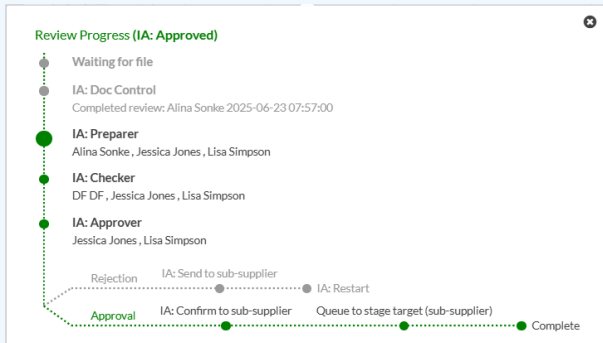 Review Progress (IA: Approved)
Waiting for file
IA: Doc Control
Completed review: Alina Sonke 2025-06-23 07:57:00
IA: Preparer
Alina Sonke , Jessica Jones , Lisa Simpson
IA: Checker
DF DF , Jessica Jones , Lisa Simpson
IA: Approver
Jessica Jones , Lisa Simpson
Rejection IA: Send to sub-supplier IA: Restart
Approval IA: Confirm to sub-supplier Queue to stage target (sub-supplier) Complete